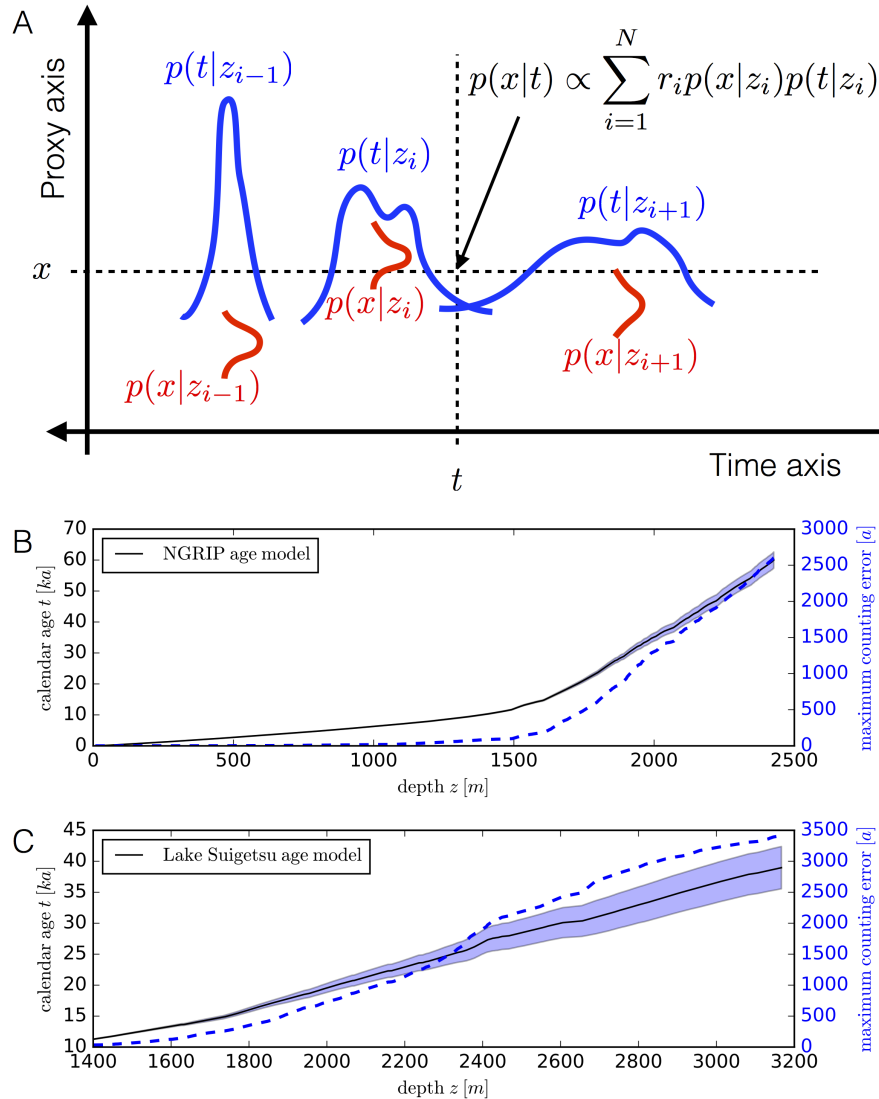 A
Proxy axis
p(t|z_{i−1})
p(x|t) ∝ \sum_{i=1}^{N} r_i p(x|z_i)p(t|z_i)
p(t|z_i)
p(t|z_{i+1})
x
p(x|z_i)
p(x|z_{i+1})
p(x|z_{i−1})
t
Time axis
B
NGRIP age model
calendar age t [ka]
70
60
50
40
30
20
10
0
maximum counting error [a]
3000
2500
2000
1500
1000
500
0
0 500 1000 1500 2000 2500
depth z [m]
C
Lake Suigetsu age model
calendar age t [ka]
45
40
35
30
25
20
15
10
maximum counting error [a]
3500
3000
2500
2000
1500
1000
500
0
1400 1600 1800 2000 2200 2400 2600 2800 3000 3200
depth z [m]